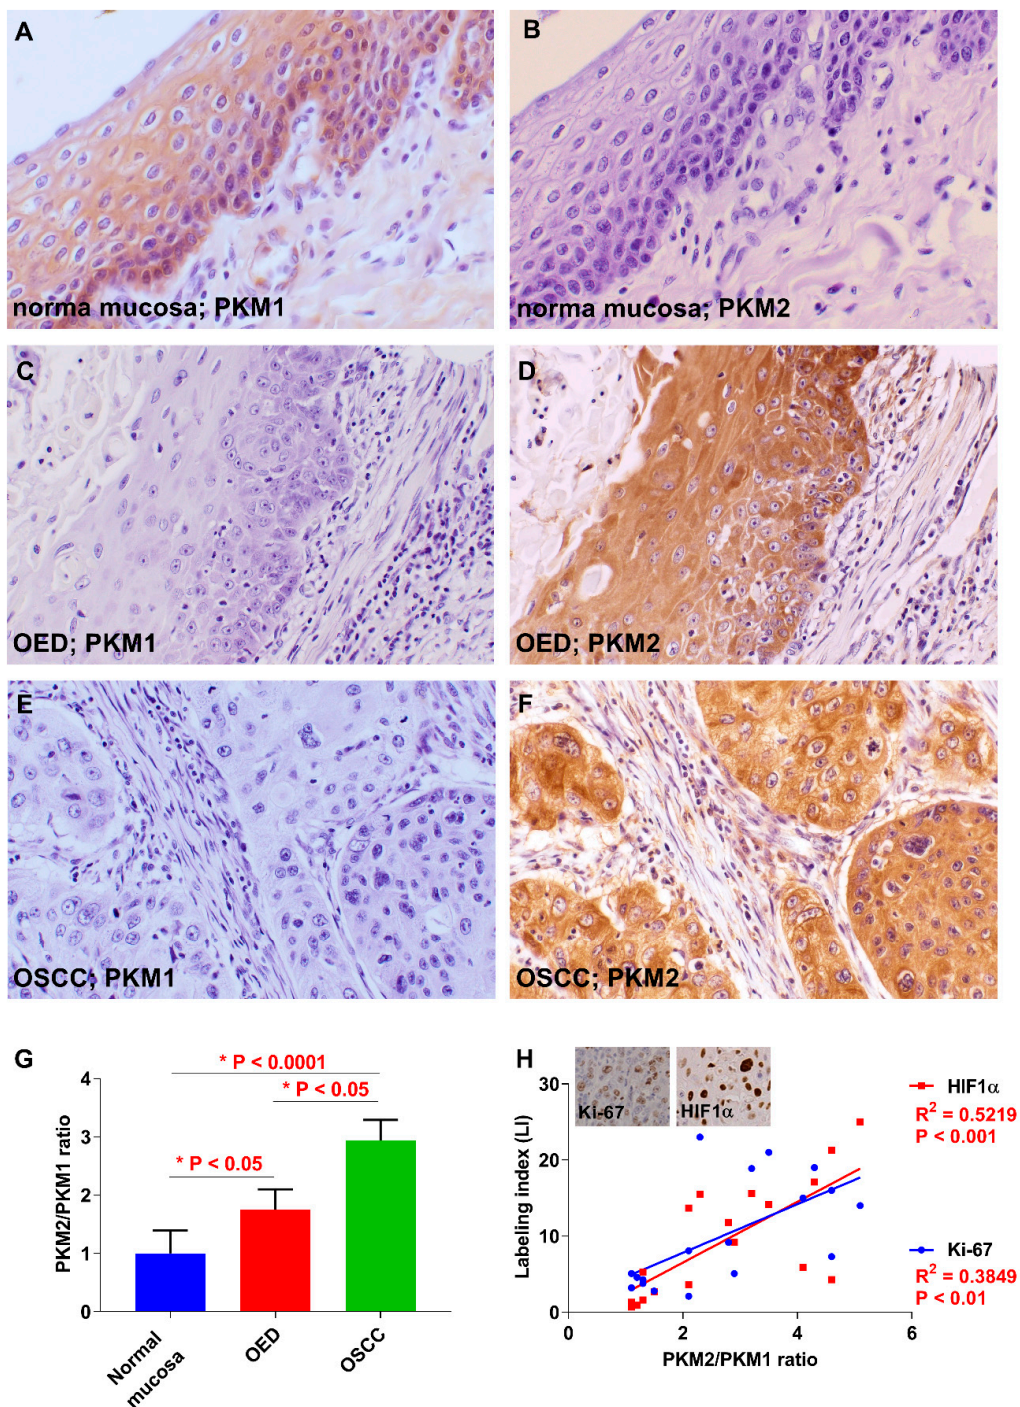 A
norma mucosa; PKM1
B
norma mucosa; PKM2
C
OED; PKM1
D
OED; PKM2
E
OSCC; PKM1
F
OSCC; PKM2
G
* P < 0.0001
* P < 0.05
* P < 0.05
PKM2/PKM1 ratio
4
3
2
1
0
Normal
mucosa
OED
OSCC
H
Ki-67
HIF1α
Labeling index (LI)
30
20
10
0
0
2
4
6
PKM2/PKM1 ratio
HIF1α
R² = 0.5219
P < 0.001
Ki-67
R² = 0.3849
P < 0.01